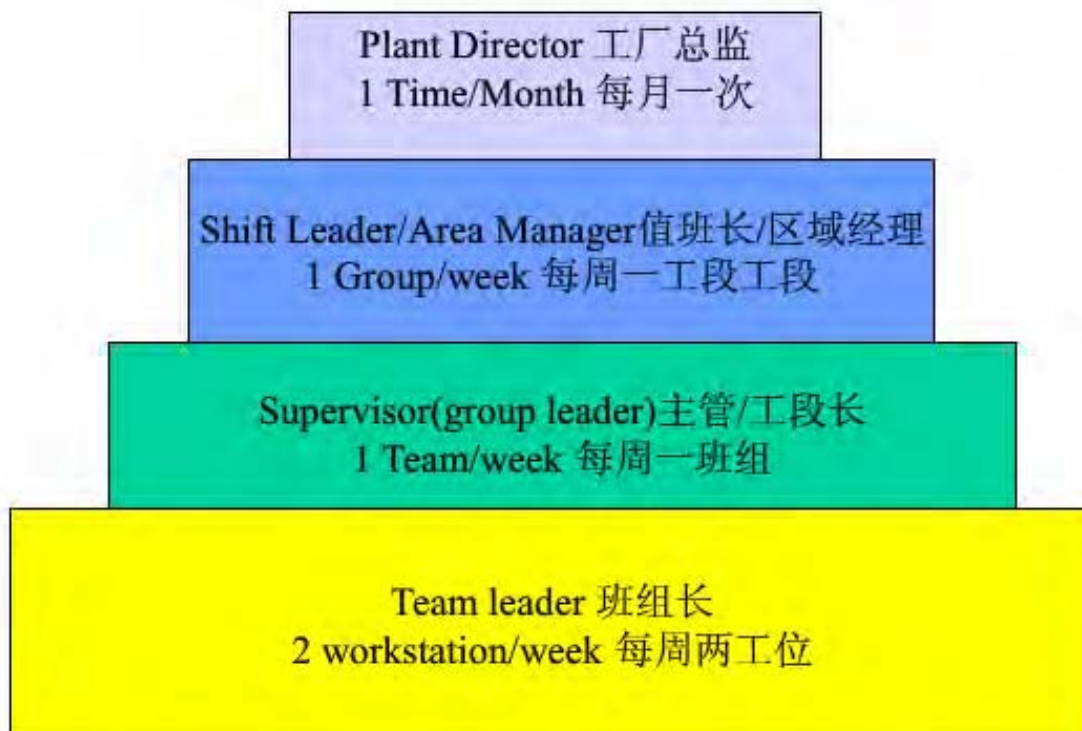 Plant Director 工厂总监
1 Time/Month 每月一次
Shift Leader/Area Manager值班长/区域经理
1 Group/week 每周一工段工段
Supervisor(group leader)主管/工段长
1 Team/week 每周一班组
Team leader 班组长
2 workstation/week 每周两工位